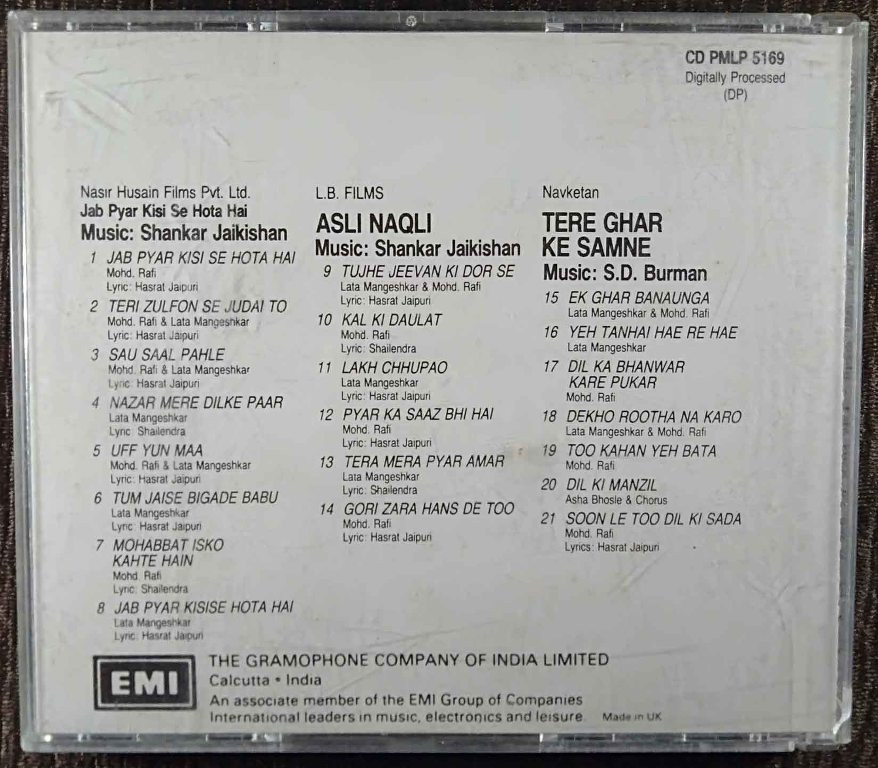 CD PMLP 5169
Digitally Processed
(DP)
Nasir Husain Films Pvt. Ltd.
Jab Pyar Kisi Se Hota Hai
Music: Shankar Jaikishan
1 JAB PYAR KISI SE HOTA HAI
Mohd. Rafi
Lyric: Hasrat Jaipuri
2 TERI ZULFON SE JUDAI TO
Mohd. Rafi & Lata Mangeshkar
Lyric: Hasrat Jaipuri
3 SAU SAAL PAHLE
Mohd. Rafi & Lata Mangeshkar
Lyric: Hasrat Jaipuri
4 NAZAR MERE DILKE PAAR
Lata Mangeshkar
Lyric: Shailendra
5 UFF YUN MAA
Mohd. Rafi & Lata Mangeshkar
Lyric: Hasrat Jaipuri
6 TUM JAISE BIGADE BABU
Lata Mangeshkar
Lyric: Hasrat Jaipuri
7 MOHABBAT ISKO
KAHTE HAIN
Mohd. Rafi
Lyric: Shailendra
8 JAB PYAR KISISE HOTA HAI
Lata Mangeshkar
Lyric: Hasrat Jaipuri
L.B. FILMS
ASLI NAQLI
Music: Shankar Jaikishan
9 TUJHE JEEVAN KI DOR SE
Lata Mangeshkar & Mohd. Rafi
Lyric: Hasrat Jaipuri
10 KAL KI DAULAT
Mohd. Rafi
Lyric: Shailendra
11 LAKH CHHUPAO
Lata Mangeshkar
Lyric: Hasrat Jaipuri
12 PYAR KA SAAZ BHI HAI
Mohd. Rafi
Lyric: Hasrat Jaipuri
13 TERA MERA PYAR AMAR
Lata Mangeshkar
Lyric: Shailendra
14 GORI ZARA HANS DE TOO
Mohd. Rafi
Lyric: Hasrat Jaipuri
Navketan
TERE GHAR
KE SAMNE
Music: S.D. Burman
15 EK GHAR BANAUNGA
Lata Mangeshkar & Mohd. Rafi
16 YEH TANHAI HAE RE HAE
Lata Mangeshkar
17 DIL KA BHANWAR
KARE PUKAR
Mohd. Rafi
18 DEKHO ROOTHA NA KARO
Lata Mangeshkar & Mohd. Rafi
19 TOO KAHAN YEH BATA
Mohd. Rafi
20 DIL KI MANZIL
Asha Bhosle & Chorus
21 SOON LE TOO DIL KI SADA
Mohd. Rafi
Lyrics: Hasrat Jaipuri
EMI
THE GRAMOPHONE COMPANY OF INDIA LIMITED
Calcutta • India
An associate member of the EMI Group of Companies
International leaders in music, electronics and leisure. Made in UK